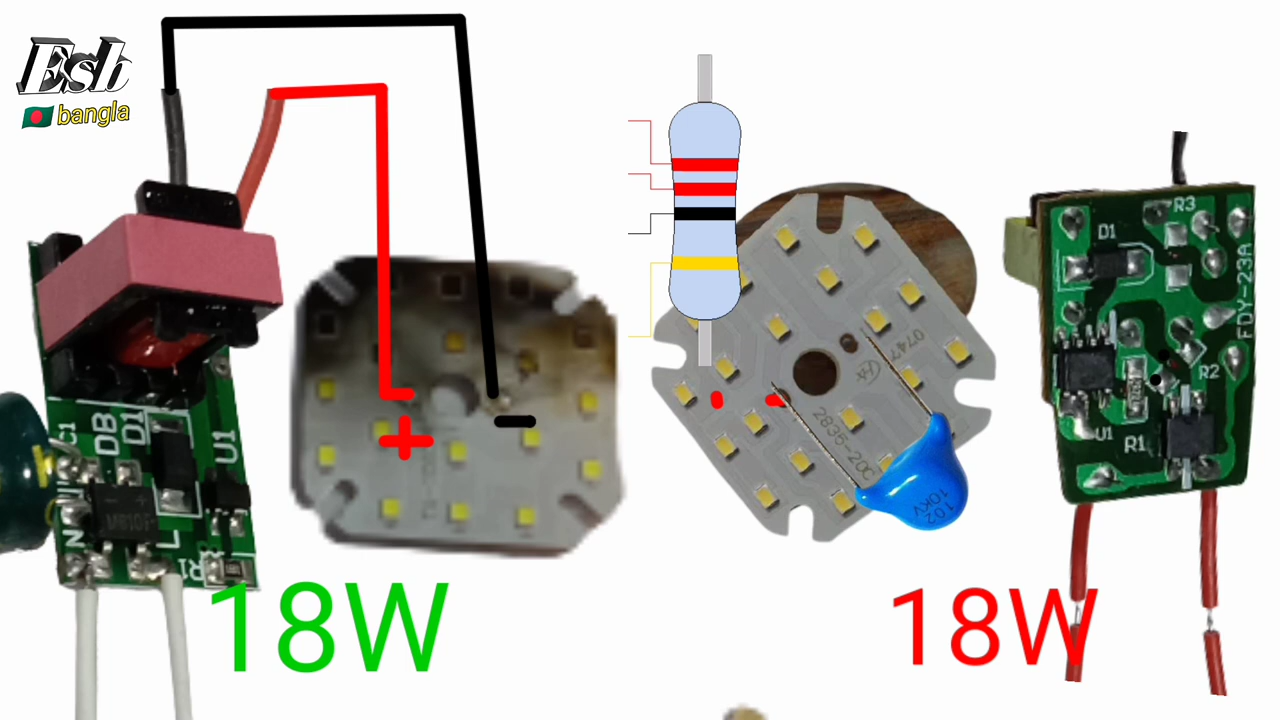 Esb
bangla
R3
D1
FDY-23A
R2
U1
R1
0747
2835-20C
102
10KV
C1
DB
D1
U1
N
L
R1
18W
18W